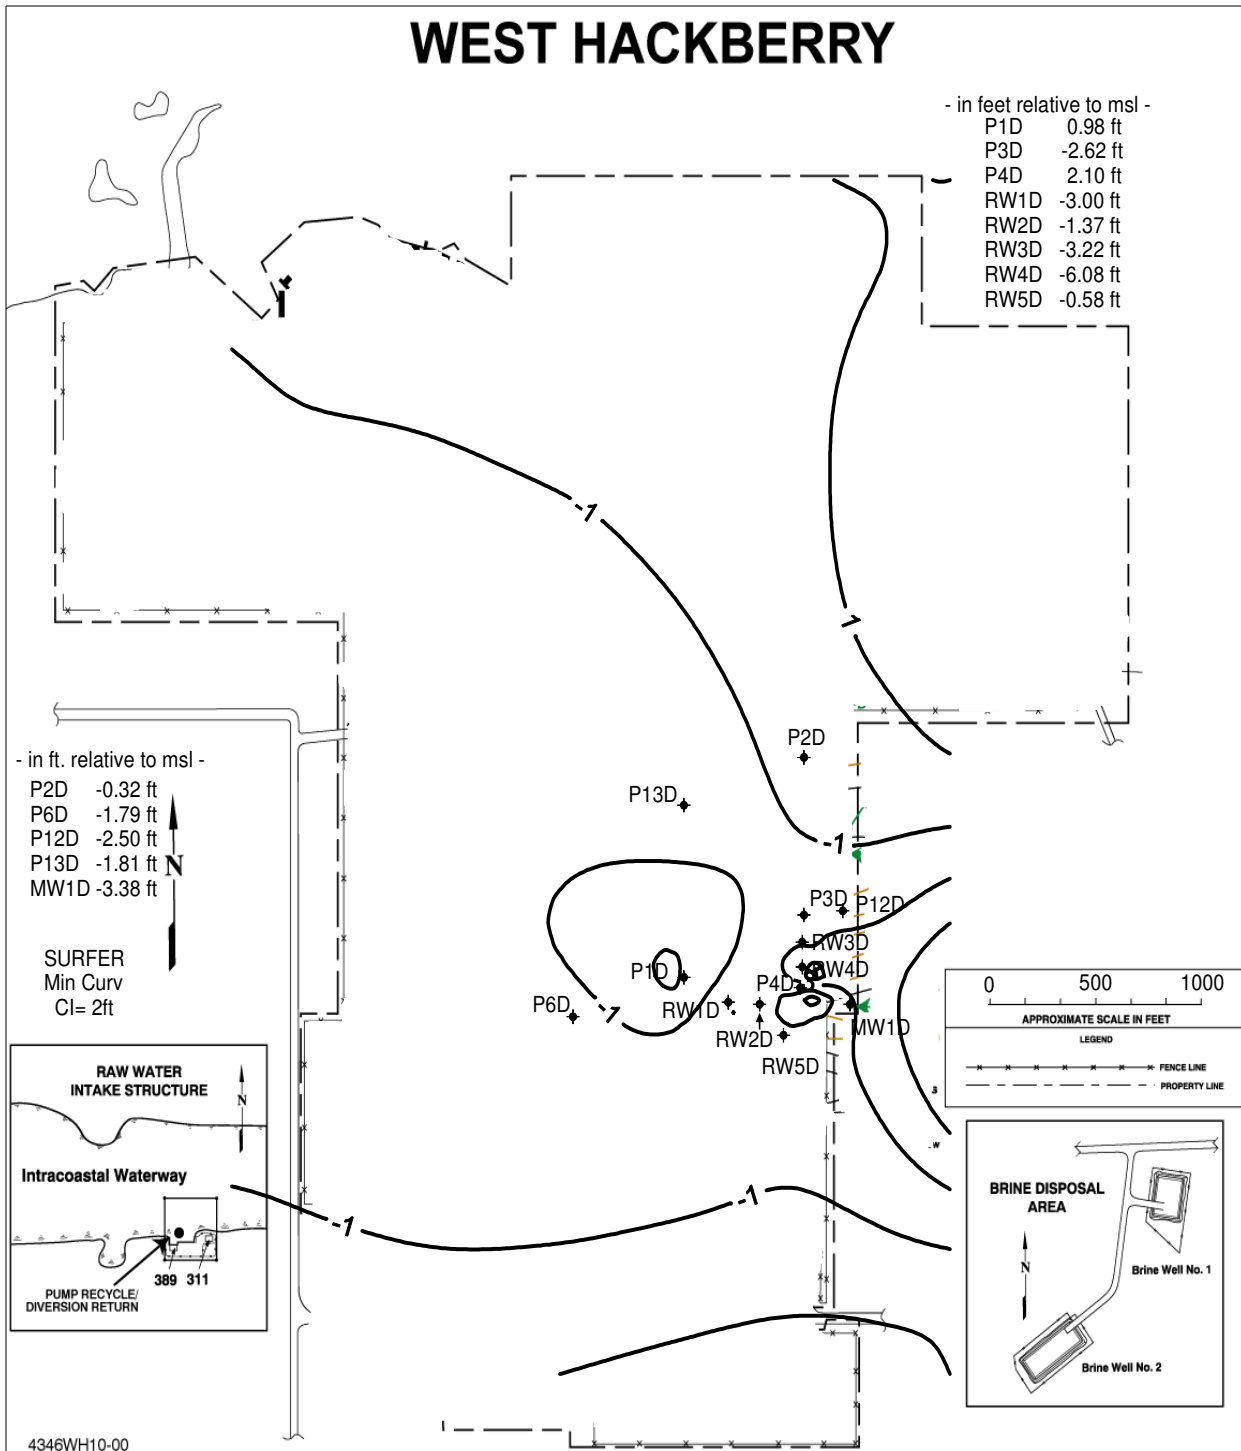 WEST HACKBERRY
- in feet relative to msl -
P1D 0.98 ft
P3D -2.62 ft
P4D 2.10 ft
RW1D -3.00 ft
RW2D -1.37 ft
RW3D -3.22 ft
RW4D -6.08 ft
RW5D -0.58 ft
-1
1
P2D
P13D
- in ft. relative to msl -
P2D -0.32 ft
P6D -1.79 ft
P12D -2.50 ft
P13D -1.81 ft
MW1D -3.38 ft
N
SURFER
Min Curv
CI= 2ft
-1
P3D
P12D
RW3D
RW4D
P1D
P4D
-3
P6D
RW1D
MW1D
-1
RW2D
RW5D
0 500 1000
APPROXIMATE SCALE IN FEET
LEGEND
FENCE LINE
PROPERTY LINE
RAW WATER
INTAKE STRUCTURE
N
Intracoastal Waterway
389 311
PUMP RECYCLE/
DIVERSION RETURN
-1
-1
BRINE DISPOSAL
AREA
N
Brine Well No. 1
Brine Well No. 2
4346WH10-00